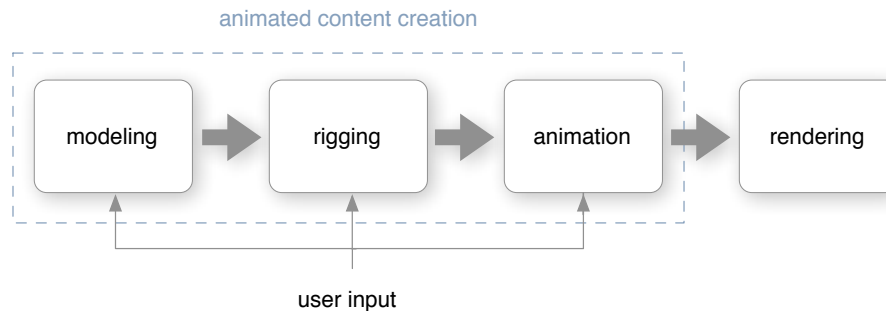 animated content creation
modeling
rigging
animation
rendering
user input